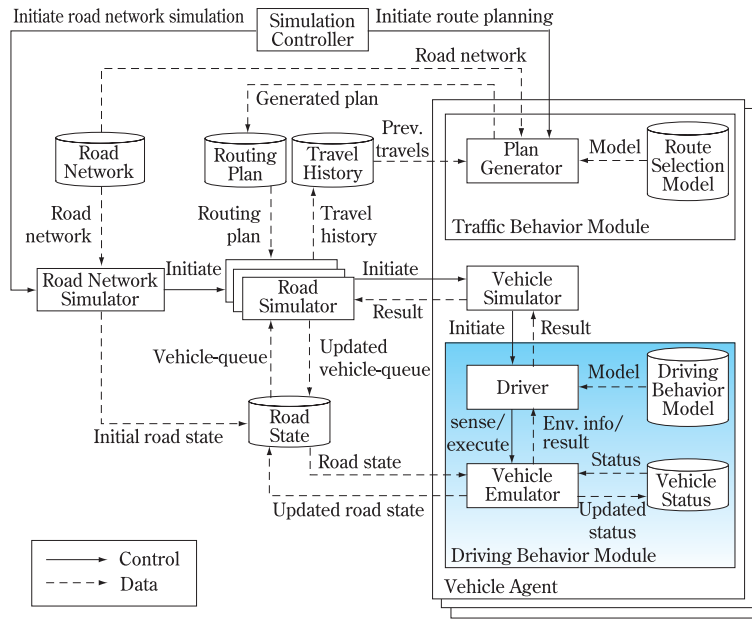 Initiate road network simulation
Simulation
Controller
Initiate route planning
Road network
Generated plan
Road
Network
Routing
Plan
Travel
History
Prev.
travels
Plan
Generator
Model
Route
Selection
Model
Traffic Behavior Module
Road
network
Routing
plan
Travel
history
Road Network
Simulator
Initiate
Road
Simulator
Initiate
Result
Vehicle
Simulator
Initiate
Result
Vehicle-queue
Updated
vehicle-queue
Driver
Model
Driving
Behavior
Model
Initial road state
Road
State
sense/
execute
Env. info/
result
Road state
Updated road state
Vehicle
Emulator
Status
Updated
status
Vehicle
Status
Driving Behavior Module
Vehicle Agent
Control
Data